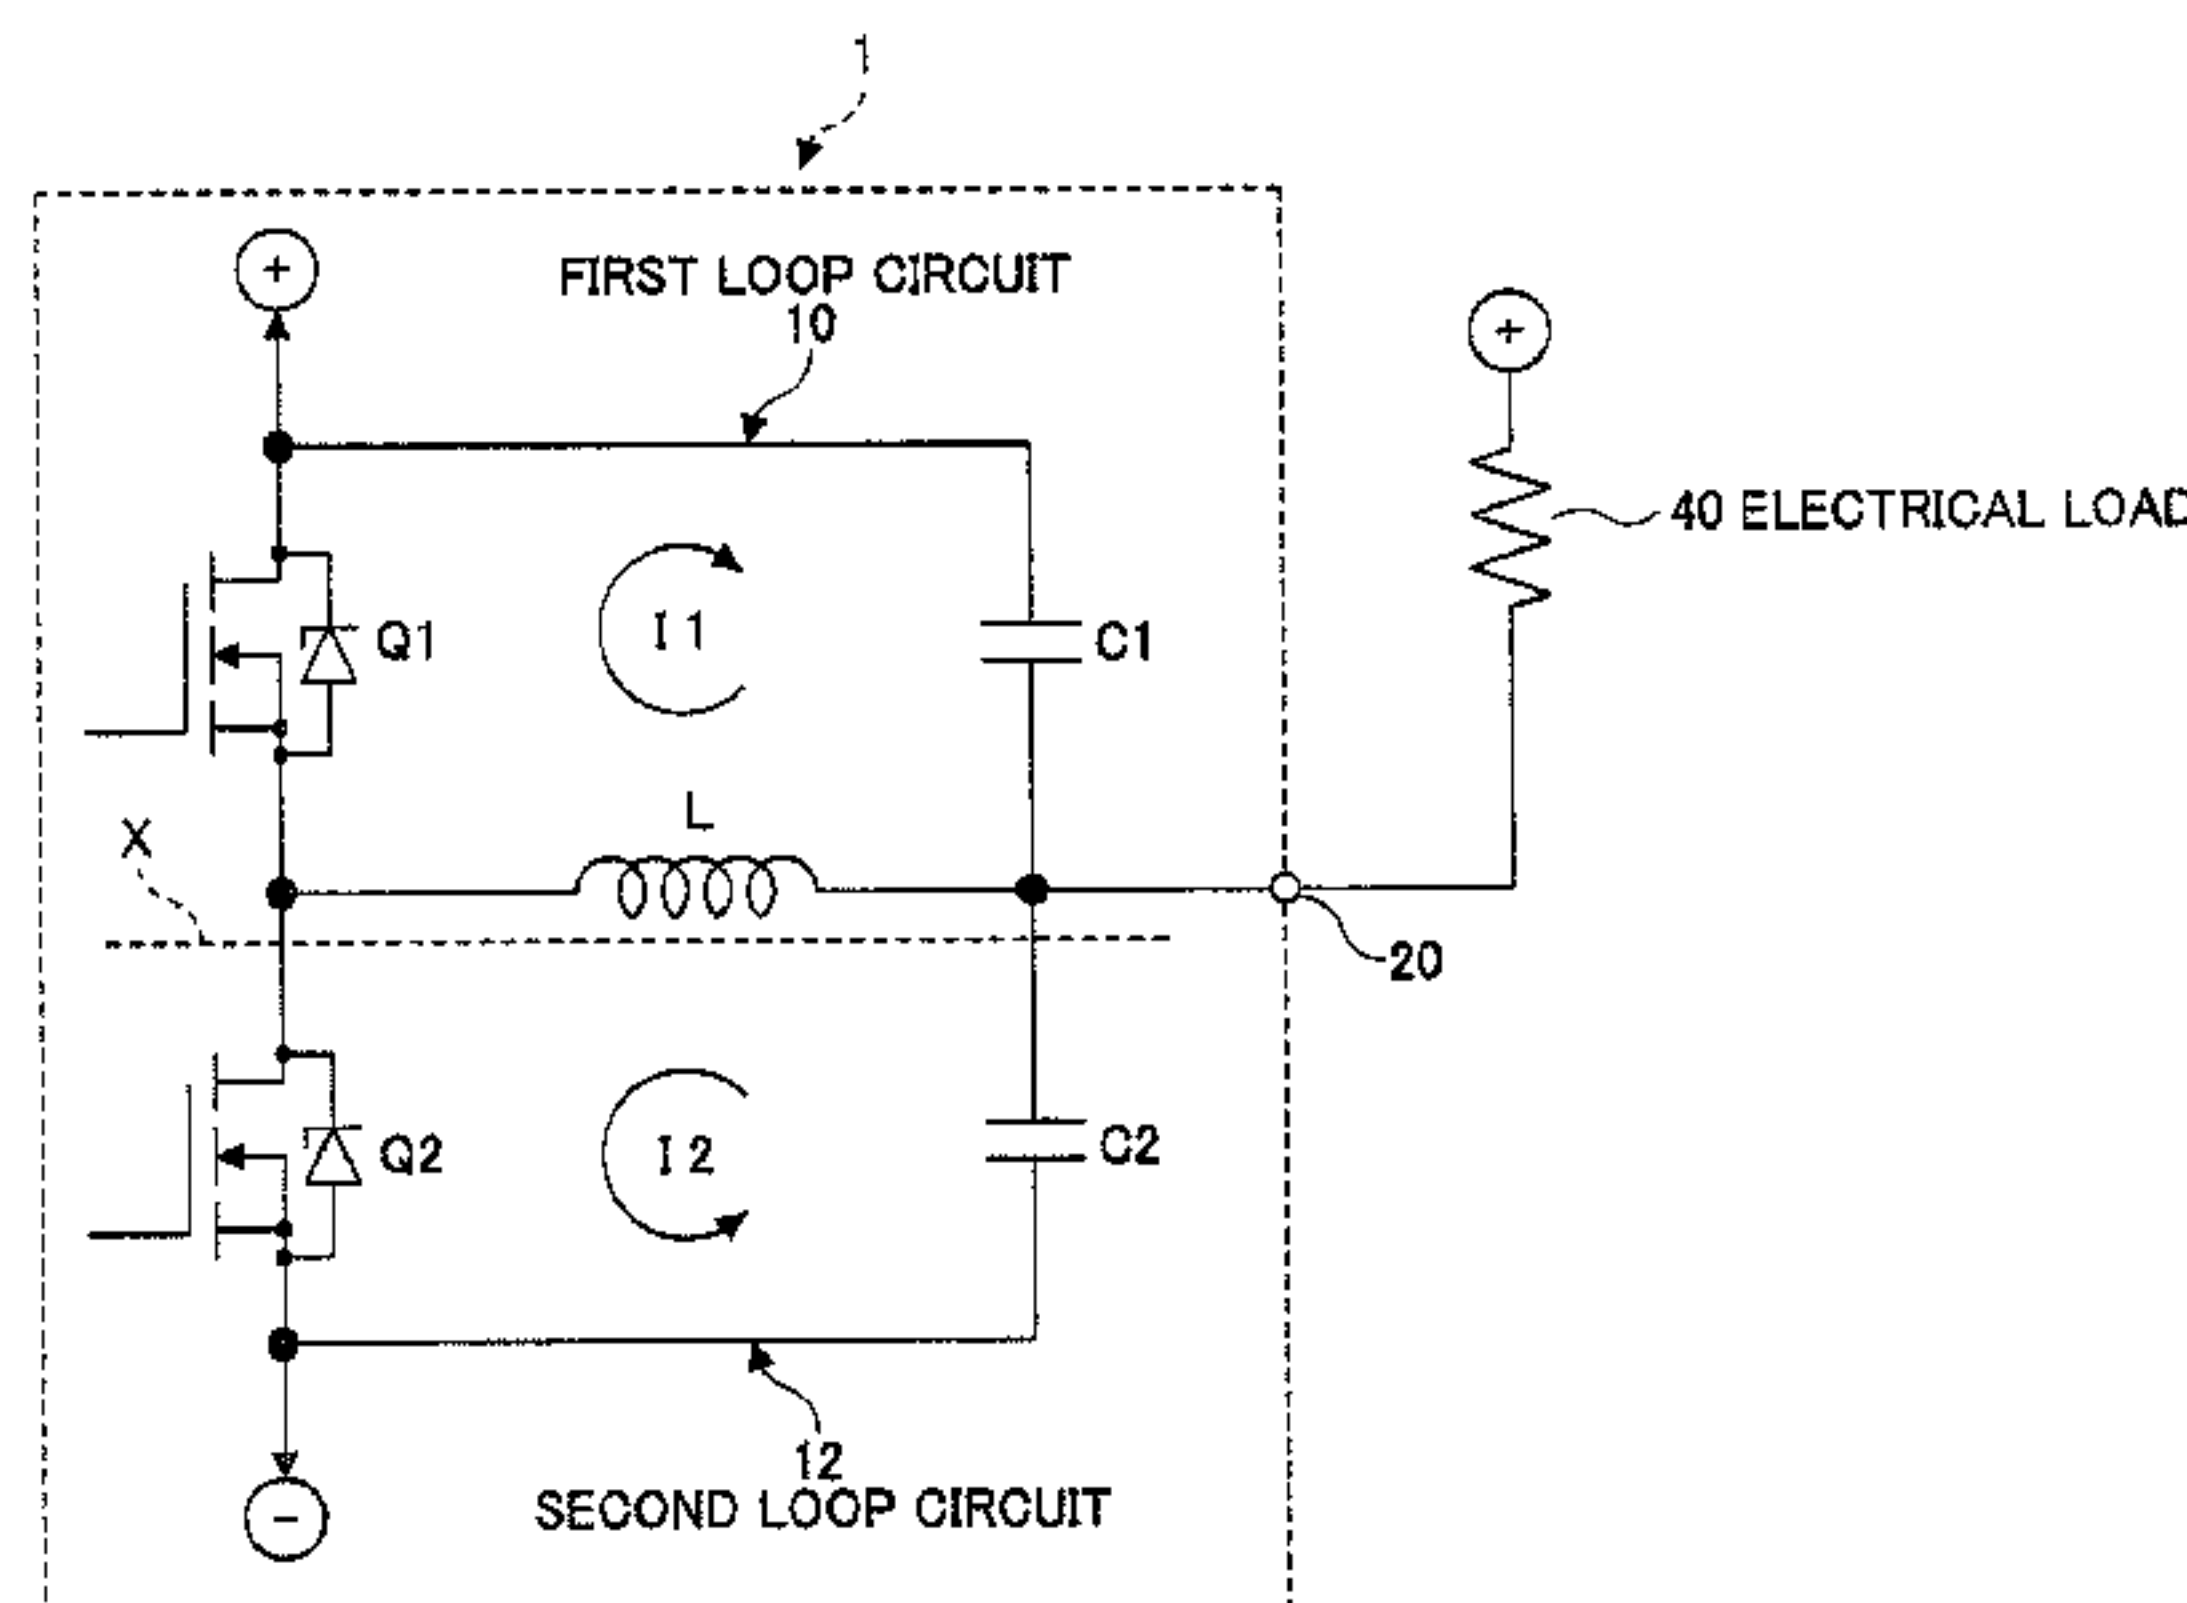 1
+
FIRST LOOP CIRCUIT
10
+
40 ELECTRICAL LOAD
Q1
I1
C1
L
X
20
Q2
I2
C2
12
SECOND LOOP CIRCUIT
-